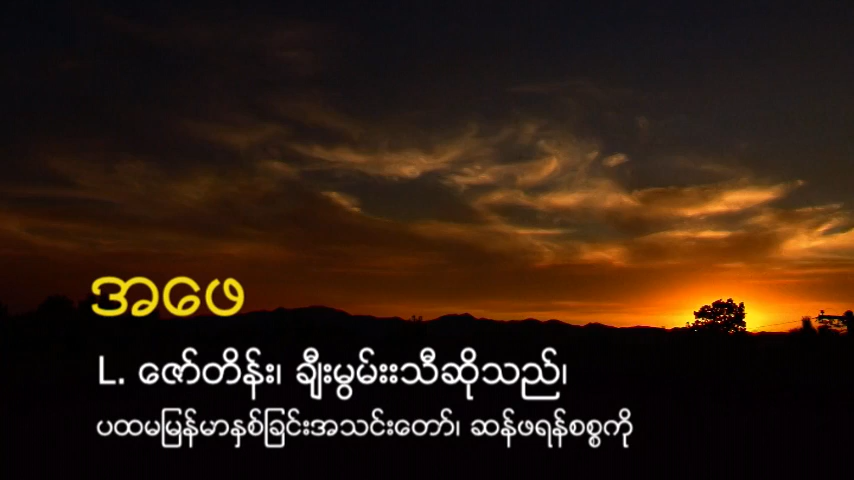 အဖေ
L. ဇော်တိန်း၊ ချီးမွမ်းးသီဆိုသည်၊
ပထမမြန်မာနှစ်ခြင်းအသင်းတော်၊ ဆန်ဖရန်စစ္စကို